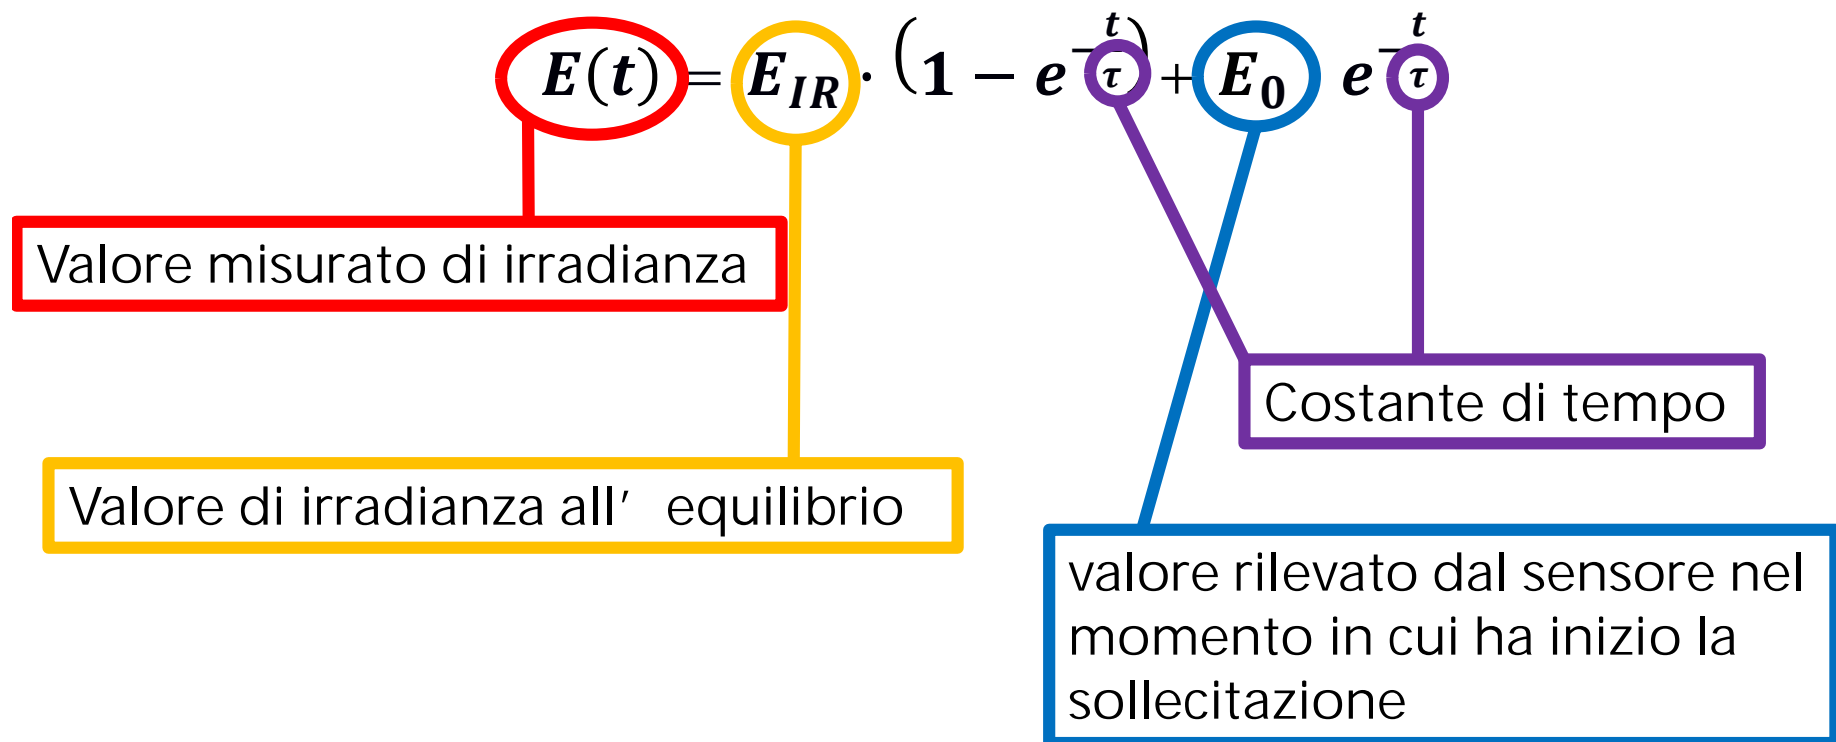 E(t) = E_IR · (1 − e^(−t/τ)) + E_0 e^(−t/τ)
Valore misurato di irradianza
Costante di tempo
Valore di irradianza all’ equilibrio
valore rilevato dal sensore nel
momento in cui ha inizio la
sollecitazione